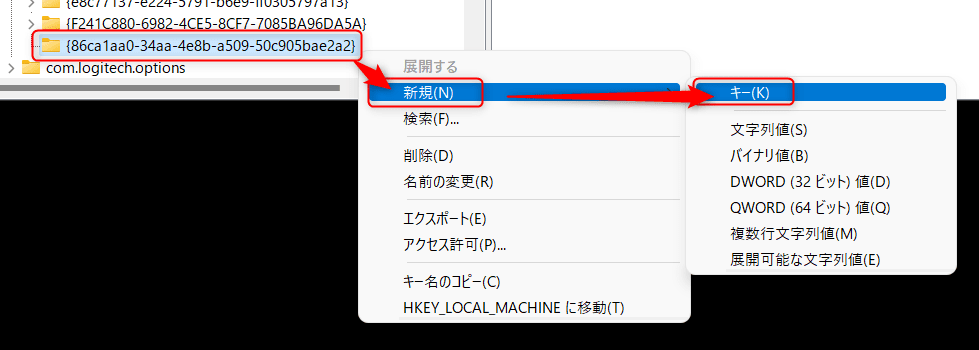 {e8c77137-e224-5791-b6e9-ff0305797a13}
{F241C880-6982-4CE5-8CF7-7085BA96DA5A}
{86ca1aa0-34aa-4e8b-a509-50c905bae2a2}
com.logitech.options
展開する
新規(N)
検索(F)...
削除(D)
名前の変更(R)
エクスポート(E)
アクセス許可(P)...
キー名のコピー(C)
HKEY_LOCAL_MACHINE に移動(T)
キー(K)
文字列値(S)
バイナリ値(B)
DWORD (32 ビット) 値(D)
QWORD (64 ビット) 値(Q)
複数行文字列値(M)
展開可能な文字列値(E)